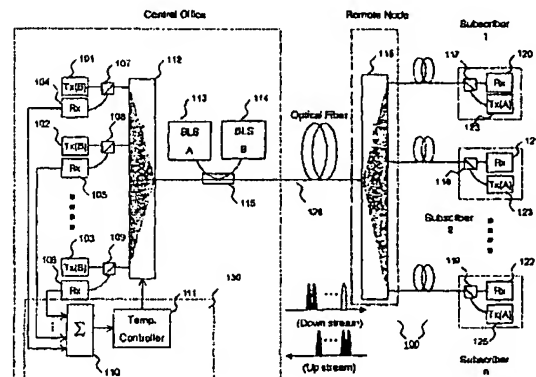 Control Office
Remote Node
Subscriber
1
101
107
112
104
Tx(B)
Rx
113
114
116
117
120
Rx
Tx(A)
123
102
108
BLS
A
BLS
B
Optical Fiber
Tx(B)
Rx
105
115
126
118
Rx
Tx(A)
123
Subscriber
2
103
109
Tx(B)
106
Rx
130
111
119
122
Rx
Tx(A)
125
i
Σ
Temp.
Controller
110
(Down stream)
(Up stream)
100
Subscriber
n